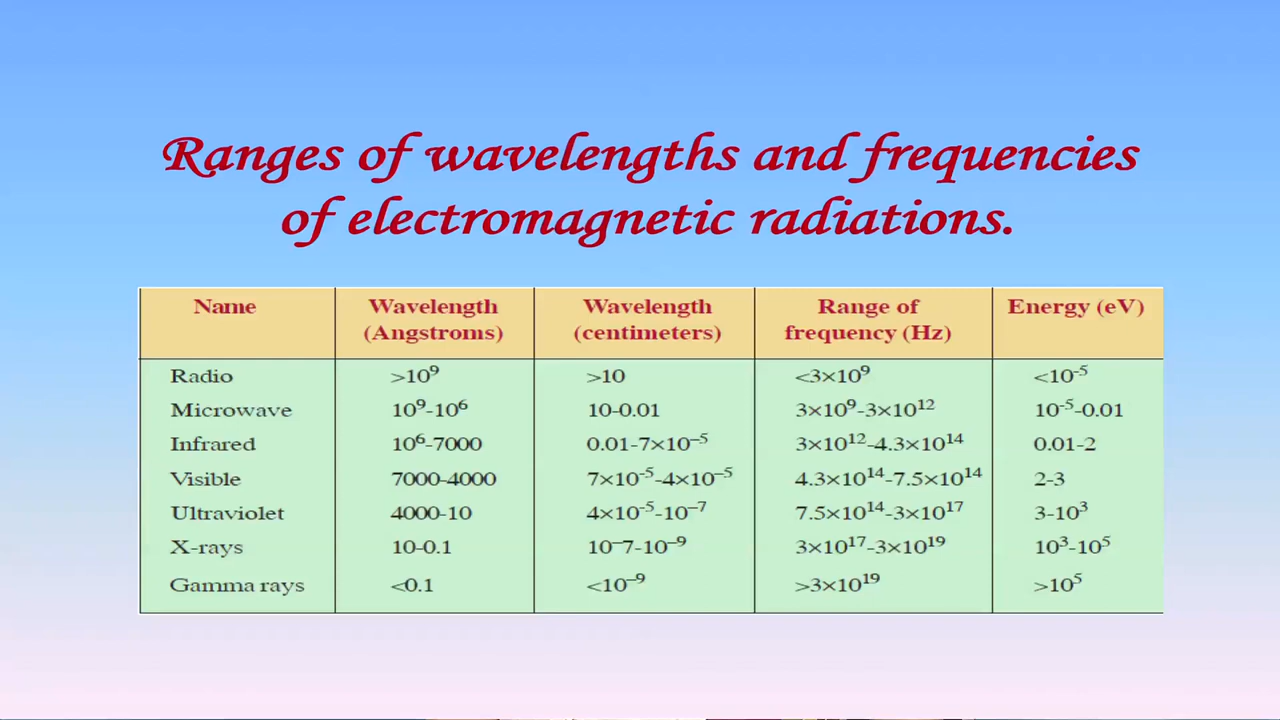 Ranges of wavelengths and frequencies
of electromagnetic radiations.
Name Wavelength (Angstroms) Wavelength (centimeters) Range of frequency (Hz) Energy (eV)
Radio >10⁹ >10 <3×10⁹ <10⁻⁵
Microwave 10⁹-10⁶ 10-0.01 3×10⁹-3×10¹² 10⁻⁵-0.01
Infrared 10⁶-7000 0.01-7×10⁻⁵ 3×10¹²-4.3×10¹⁴ 0.01-2
Visible 7000-4000 7×10⁻⁵-4×10⁻⁵ 4.3×10¹⁴-7.5×10¹⁴ 2-3
Ultraviolet 4000-10 4×10⁻⁵-10⁻⁷ 7.5×10¹⁴-3×10¹⁷ 3-10³
X-rays 10-0.1 10⁻7-10⁻⁹ 3×10¹⁷-3×10¹⁹ 10³-10⁵
Gamma rays <0.1 <10⁻⁹ >3×10¹⁹ >10⁵